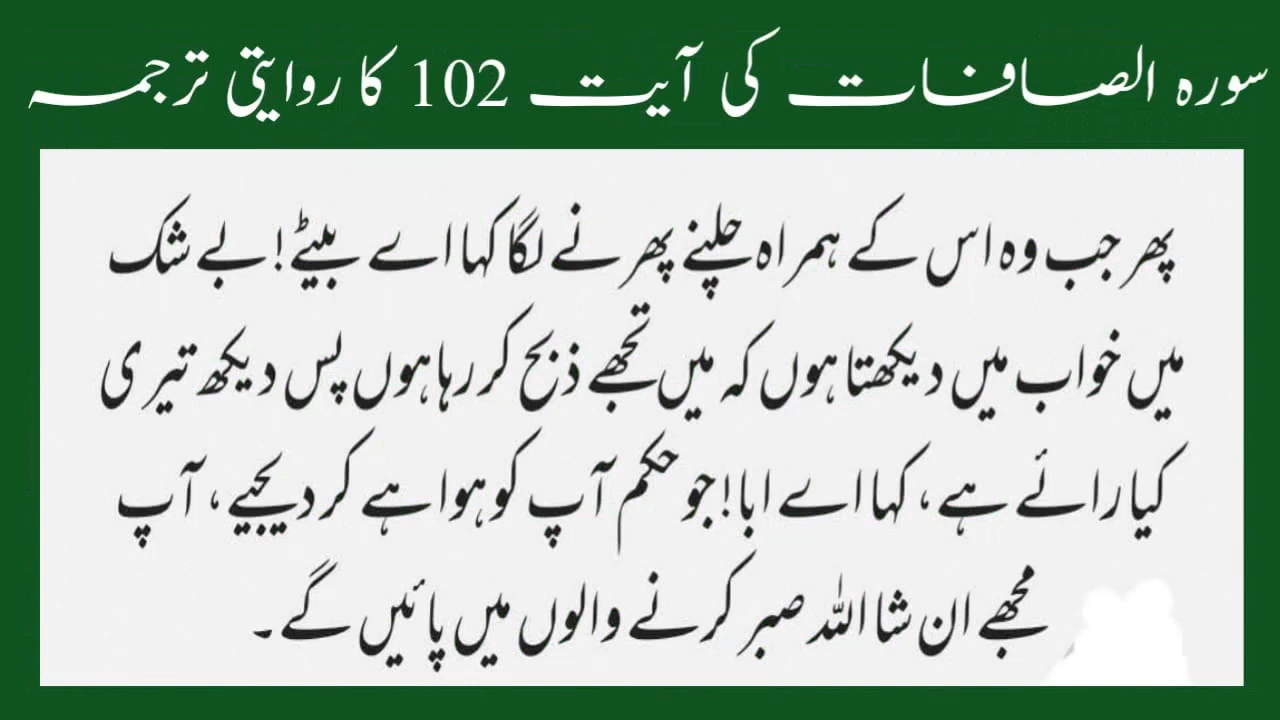 سورہ الصافات کی آیت 102 کا روایتی ترجمہ
پھر جب وہ اس کے ہمراہ چلنے پھرنے لگا کہا اے بیٹے! بے شک
میں خواب میں دیکھتا ہوں کہ میں تجھے ذبح کر رہا ہوں پس دیکھ تیری
کیا رائے ہے، کہا اے ابا! جو حکم آپ کو ہوا ہے کر دیجیے، آپ
مجھے ان شا اللہ صبر کرنے والوں میں پائیں گے۔